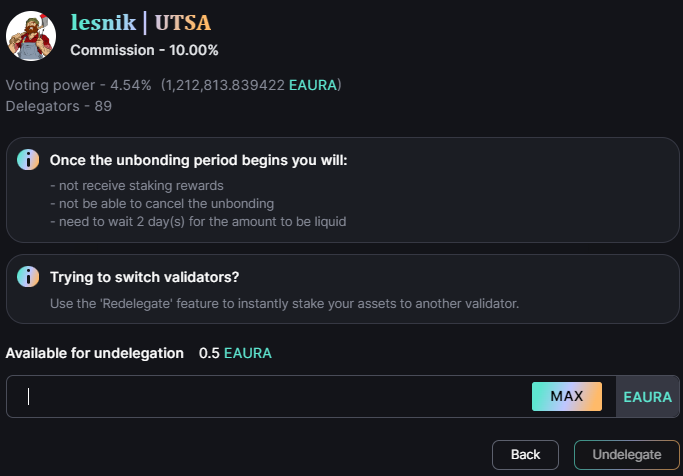 lesnik | UTSA
Commission - 10.00%
Voting power - 4.54% (1,212,813.839422 EAURA)
Delegators - 89
Once the unbonding period begins you will:
- not receive staking rewards
- not be able to cancel the unbonding
- need to wait 2 day(s) for the amount to be liquid
Trying to switch validators?
Use the 'Redelegate' feature to instantly stake your assets to another validator.
Available for undelegation 0.5 EAURA
MAX EAURA
Back Undelegate